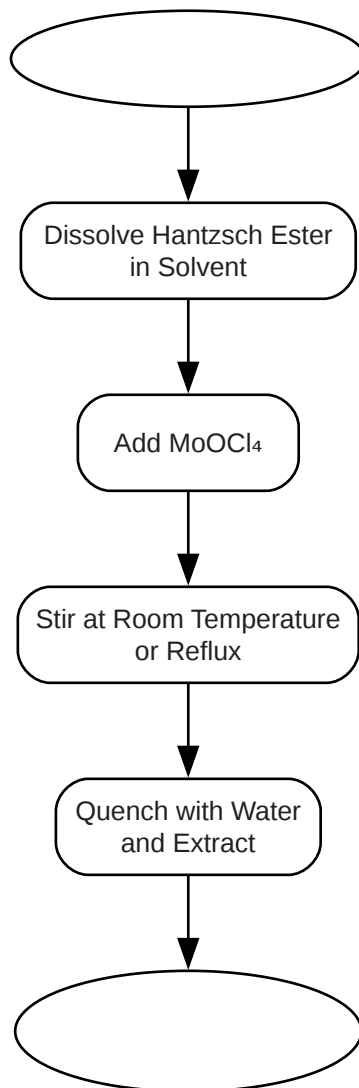 Dissolve Hantzsch Ester
in Solvent
Add MoOCl₄
Stir at Room Temperature
or Reflux
Quench with Water
and Extract